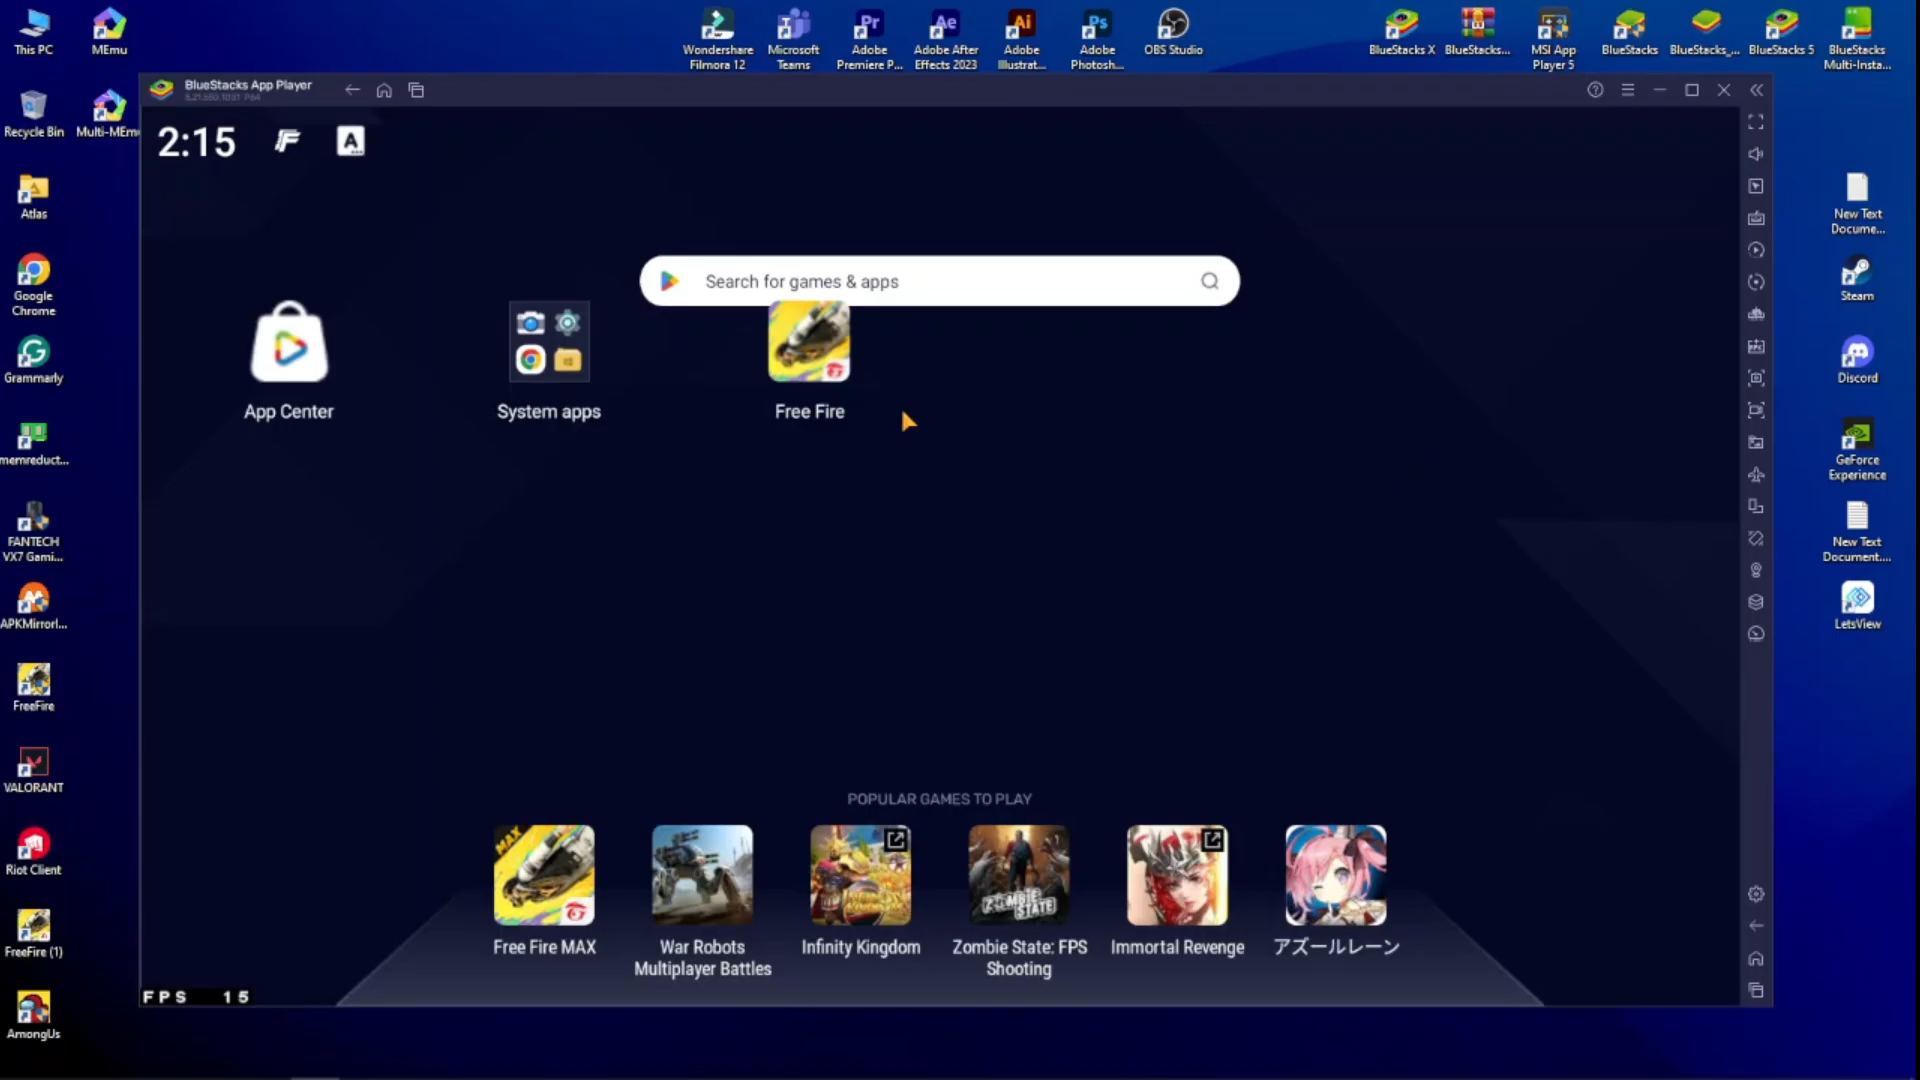 This PC
MEmu
Wondershare
Filmora 12
Microsoft
Teams
Adobe
Premiere P...
Adobe After
Effects 2023
Adobe
Illustrat...
Adobe
Photosh...
OBS Studio
BlueStacks X
BlueStacks...
MSI App
Player 5
BlueStacks
BlueStacks_...
BlueStacks 5
BlueStacks
Multi-Insta...
BlueStacks App Player
Recycle Bin
Multi-MEm
2:15
Atlas
Google
Chrome
Grammarly
memreduct...
FANTECH
VX7 Gami...
APKMirrorI...
FreeFire
VALORANT
Riot Client
FreeFire (1)
AmongUs
Search for games & apps
App Center
System apps
Free Fire
POPULAR GAMES TO PLAY
MAX
ZOMBIE
STATE
Free Fire MAX
War Robots
Multiplayer Battles
Infinity Kingdom
Zombie State: FPS
Shooting
Immortal Revenge
アズールレーン
FPS 15
New Text
Docume...
Steam
Discord
GeForce
Experience
New Text
Document....
LetsView